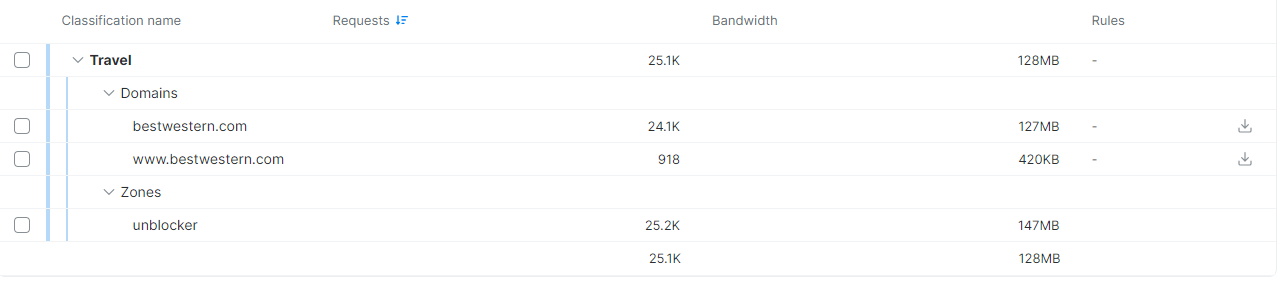 Classification name Requests Bandwidth Rules
Travel 25.1K 128MB -
Domains
bestwestern.com 24.1K 127MB -
www.bestwestern.com 918 420KB -
Zones
unblocker 25.2K 147MB
25.1K 128MB